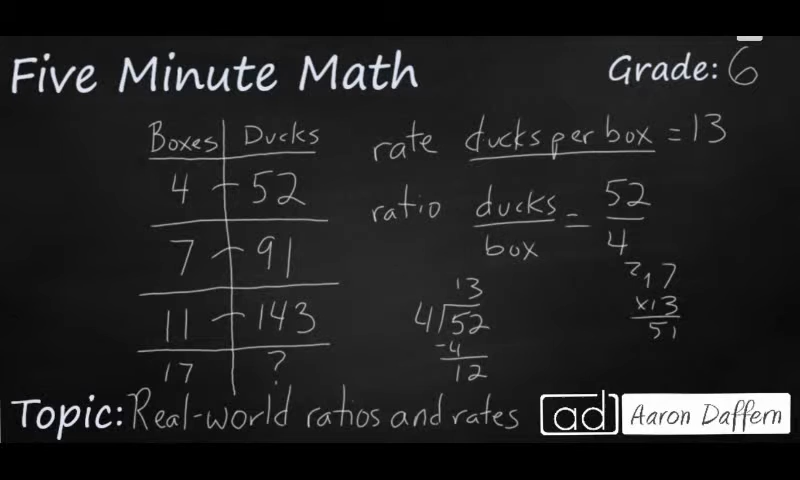 Five Minute Math
Grade: 6
Boxes Ducks
4 - 52
7 - 91
11 - 143
17 ?
rate ducks per box = 13
ratio ducks/box = 52/4
13
4)52
-4
12
2 17
x13
51
Topic: Real-world ratios and rates
ad Aaron Daffern